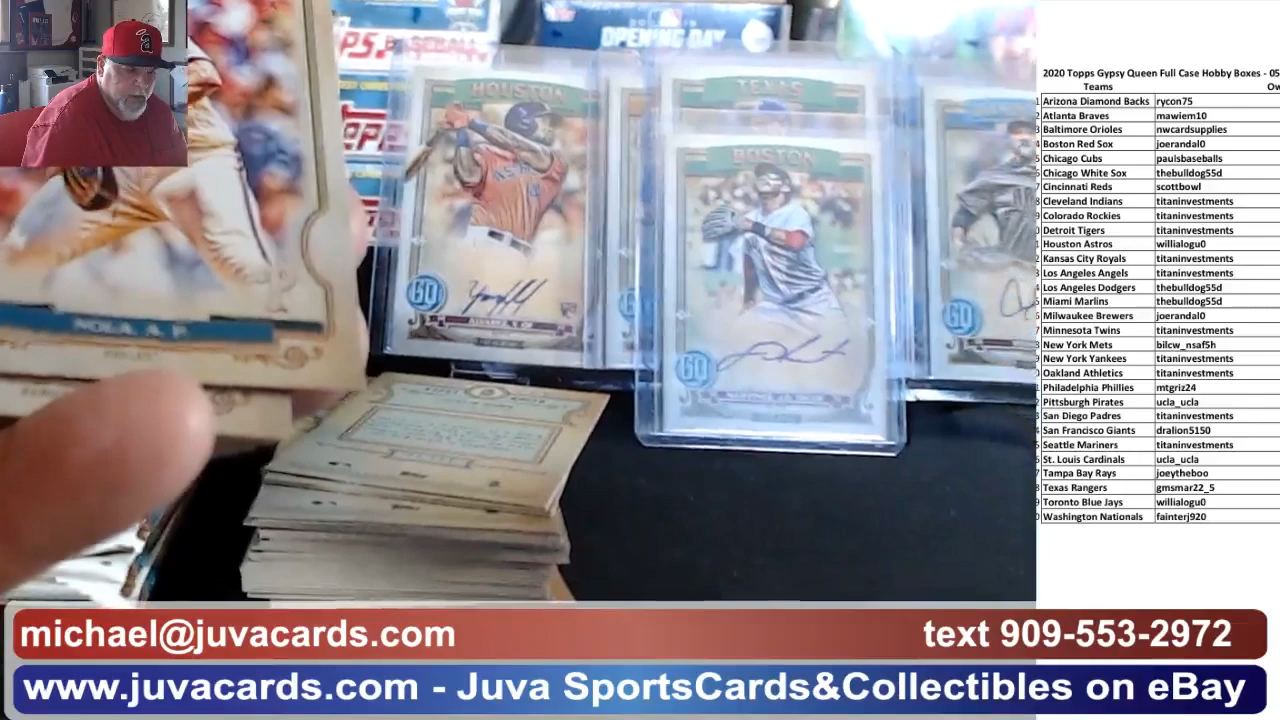 OPENING DAY
HOUSTON
TEXAS
BOSTON
GQ
GQ
GQ
NOLA, A. P
2020 Topps Gypsy Queen Full Case Hobby Boxes - 05
Teams Ow
Arizona Diamond Backs rycon75
Atlanta Braves mawiem10
Baltimore Orioles nwcardsupplies
Boston Red Sox joerandal0
Chicago Cubs paulsbaseballs
Chicago White Sox thebulldog55d
Cincinnati Reds scottbowl
Cleveland Indians titaninvestments
Colorado Rockies titaninvestments
Detroit Tigers titaninvestments
Houston Astros willialogu0
Kansas City Royals titaninvestments
Los Angeles Angels titaninvestments
Los Angeles Dodgers thebulldog55d
Miami Marlins thebulldog55d
Milwaukee Brewers joerandal0
Minnesota Twins titaninvestments
New York Mets bilcw_nsaf5h
New York Yankees titaninvestments
Oakland Athletics titaninvestments
Philadelphia Phillies mtgriz24
Pittsburgh Pirates ucla_ucla
San Diego Padres titaninvestments
San Francisco Giants dralion5150
Seattle Mariners titaninvestments
St. Louis Cardinals ucla_ucla
Tampa Bay Rays joeytheboo
Texas Rangers gmsmar22_5
Toronto Blue Jays willialogu0
Washington Nationals fainterj920
michael@juvacards.com text 909-553-2972
www.juvacards.com - Juva SportsCards&Collectibles on eBay